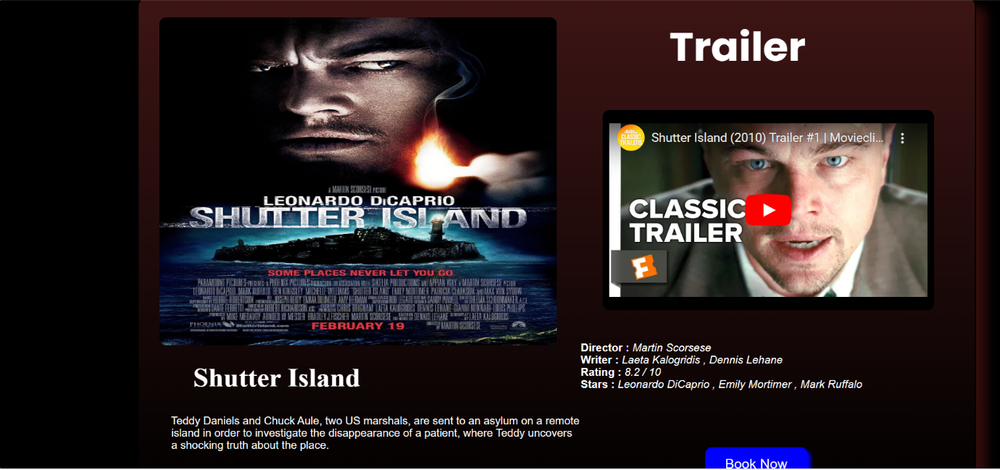 A MARTIN SCORSESE PICTURE
LEONARDO DiCAPRIO
SHUTTER ISLAND
SOME PLACES NEVER LET YOU GO
PHOENIX
ShutterIsland.com
FEBRUARY 19
Shutter Island
Teddy Daniels and Chuck Aule, two US marshals, are sent to an asylum on a remote
island in order to investigate the disappearance of a patient, where Teddy uncovers
a shocking truth about the place.
Trailer
CLASSIC
TRAILERS
Shutter Island (2010) Trailer #1 | Moviecli...
CLASSIC
TRAILER
F
Director : Martin Scorsese
Writer : Laeta Kalogridis , Dennis Lehane
Rating : 8.2 / 10
Stars : Leonardo DiCaprio , Emily Mortimer , Mark Ruffalo
Book Now